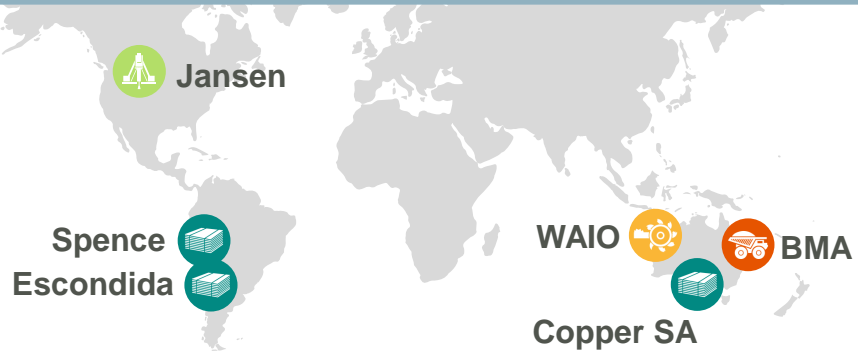 Jansen
Spence
Escondida
WAIO
BMA
Copper SA